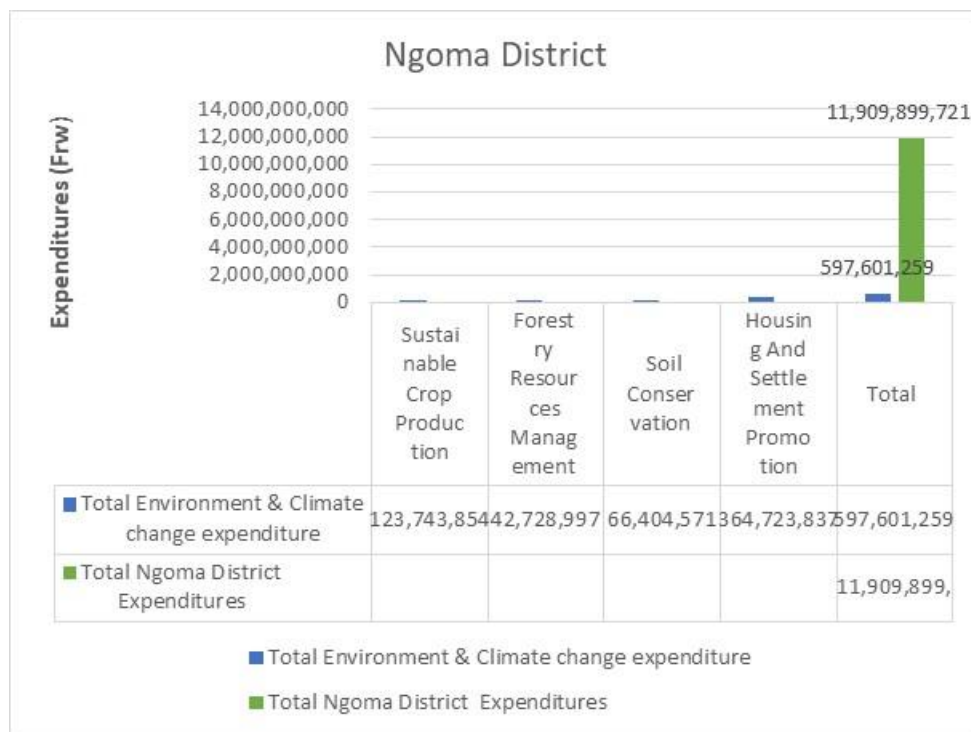 Ngoma District
Expenditures (Frw)
14,000,000,000
12,000,000,000
10,000,000,000
8,000,000,000
6,000,000,000
4,000,000,000
2,000,000,000
0
11,909,899,721
597,601,259
Sustai
nable
Crop
Produc
tion
Forest
ry
Resour
ces
Manag
ement
Soil
Conser
vation
Housin
g And
Settle
ment
Promo
tion
Total
Total Environment & Climate
change expenditure
123,743,854 42,728,997 66,404,571 364,723,837 597,601,259
Total Ngoma District
Expenditures
11,909,899,
Total Environment & Climate change expenditure
Total Ngoma District Expenditures